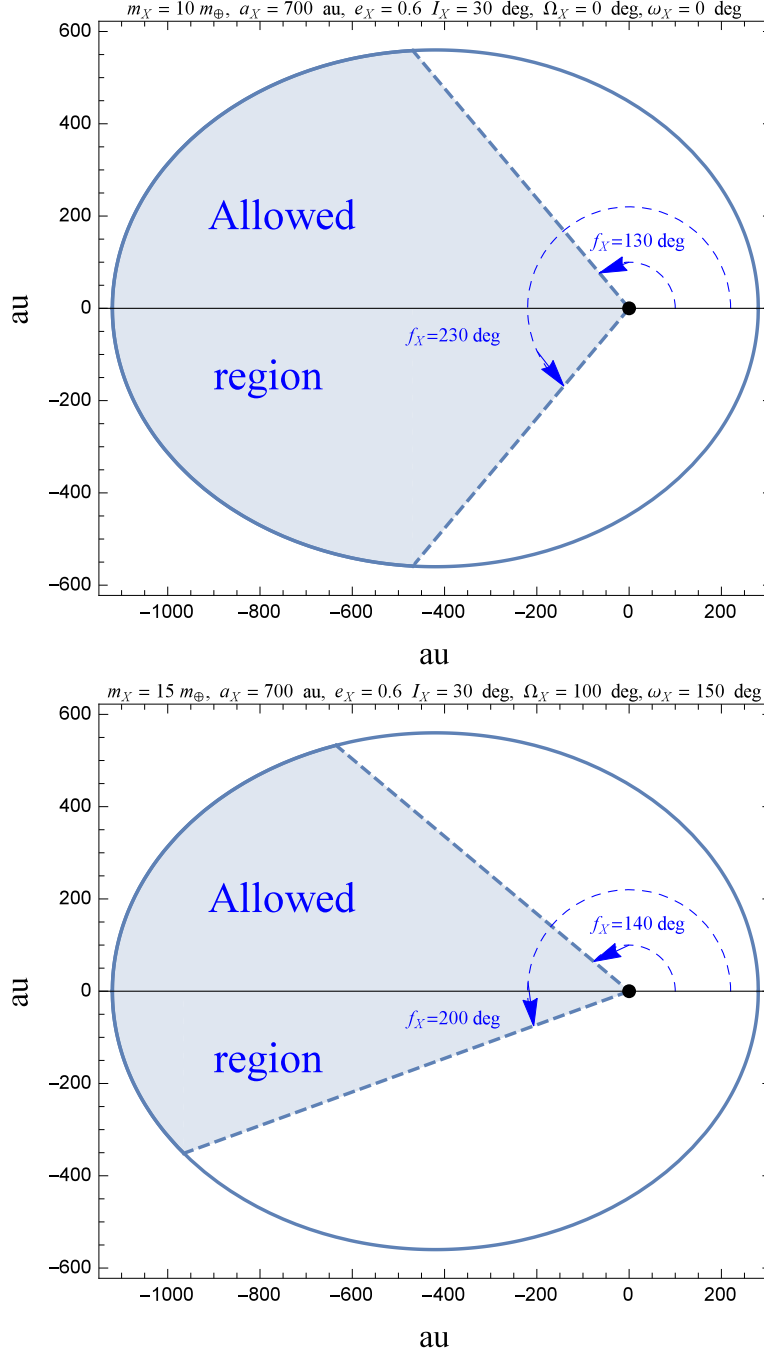 m_X = 10 m_⊕, a_X = 700 au, e_X = 0.6 I_X = 30 deg, Ω_X = 0 deg, ω_X = 0 deg
600
400
Allowed
200
f_X=130 deg
0
au
f_X=230 deg
region
−200
−400
−600
−1000 −800 −600 −400 −200 0 200
au
m_X = 15 m_⊕, a_X = 700 au, e_X = 0.6 I_X = 30 deg, Ω_X = 100 deg, ω_X = 150 deg
600
400
Allowed
200
f_X=140 deg
0
au
f_X=200 deg
region
−200
−400
−600
−1000 −800 −600 −400 −200 0 200
au